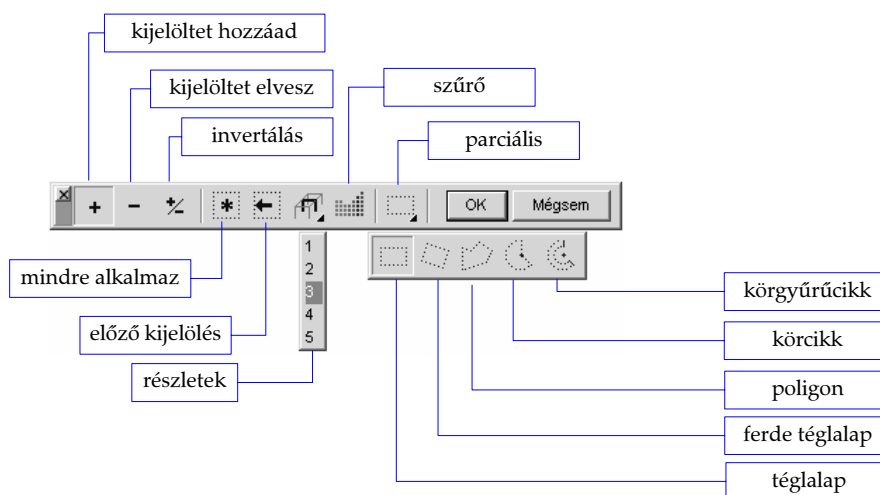 kijelöltet hozzáad
kijelöltet elvesz
szűrő
invertálás
parciális
OK
Mégsem
1
2
3
4
5
mindre alkalmaz
előző kijelölés
részletek
körgyűrűcikk
körcikk
poligon
ferde téglalap
téglalap